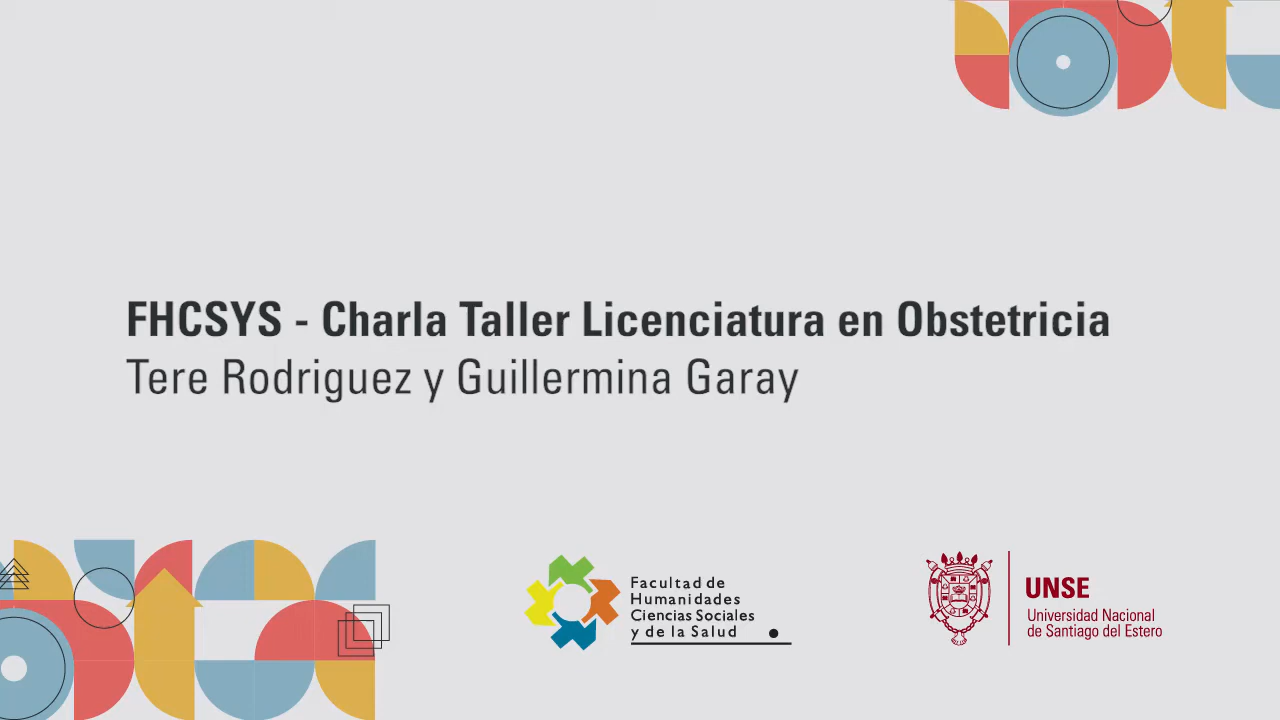 FHCSYS - Charla Taller Licenciatura en Obstetricia
Tere Rodriguez y Guillermina Garay
Facultad de
Humanidades
Ciencias Sociales
y de la Salud
UNSE
Universidad Nacional
de Santiago del Estero